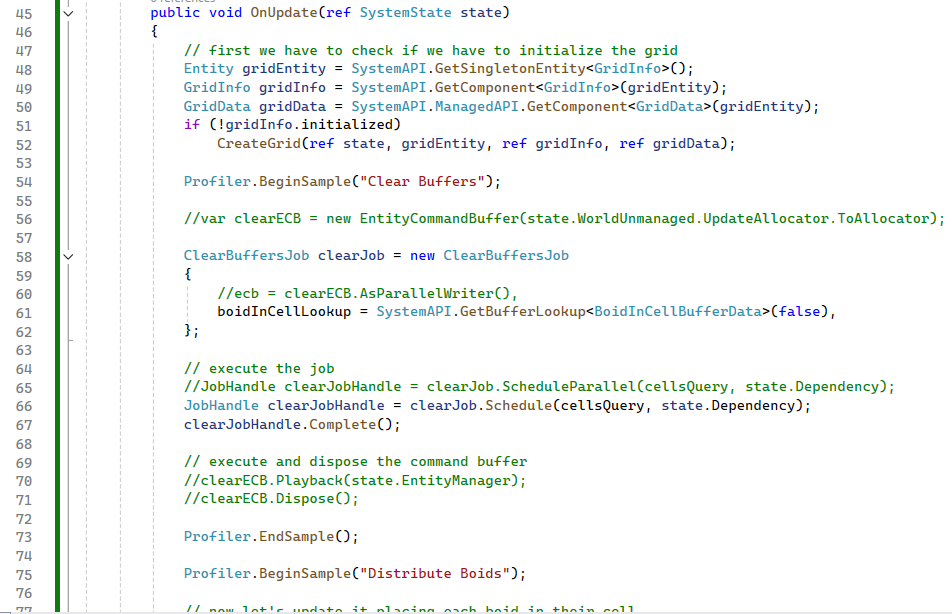 0 references
45 public void OnUpdate(ref SystemState state)
46 {
47 // first we have to check if we have to initialize the grid
48 Entity gridEntity = SystemAPI.GetSingletonEntity<GridInfo>();
49 GridInfo gridInfo = SystemAPI.GetComponent<GridInfo>(gridEntity);
50 GridData gridData = SystemAPI.ManagedAPI.GetComponent<GridData>(gridEntity);
51 if (!gridInfo.initialized)
52 CreateGrid(ref state, gridEntity, ref gridInfo, ref gridData);
53
54 Profiler.BeginSample("Clear Buffers");
55
56 //var clearECB = new EntityCommandBuffer(state.WorldUnmanaged.UpdateAllocator.ToAllocator);
57
58 ClearBuffersJob clearJob = new ClearBuffersJob
59 {
60 //ecb = clearECB.AsParallelWriter(),
61 boidInCellLookup = SystemAPI.GetBufferLookup<BoidInCellBufferData>(false),
62 };
63
64 // execute the job
65 //JobHandle clearJobHandle = clearJob.ScheduleParallel(cellsQuery, state.Dependency);
66 JobHandle clearJobHandle = clearJob.Schedule(cellsQuery, state.Dependency);
67 clearJobHandle.Complete();
68
69 // execute and dispose the command buffer
70 //clearECB.Playback(state.EntityManager);
71 //clearECB.Dispose();
72
73 Profiler.EndSample();
74
75 Profiler.BeginSample("Distribute Boids");
76
77 // now let's update it placing each boid in their cell